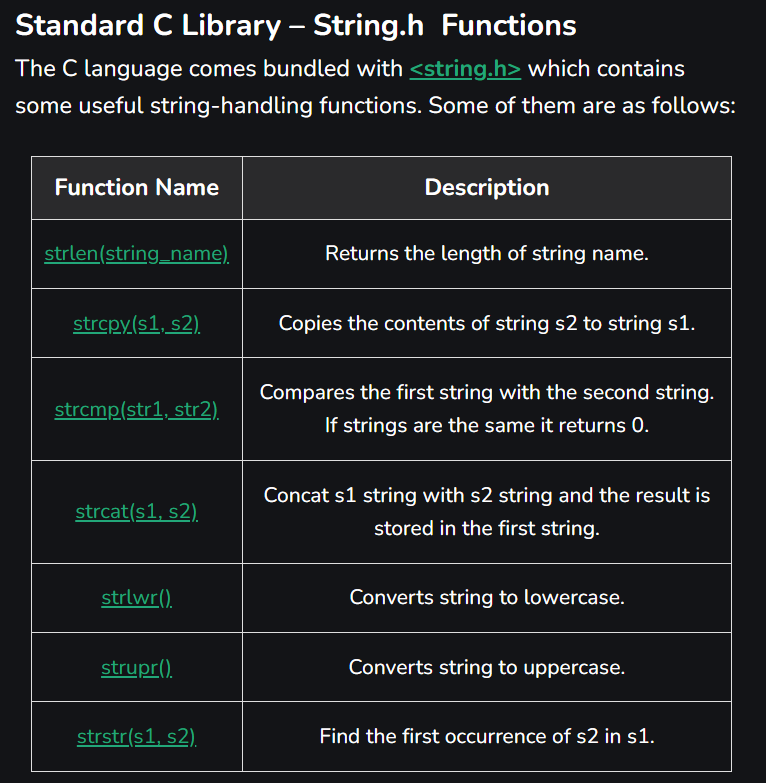 Standard C Library – String.h  Functions
The C language comes bundled with <string.h> which contains
some useful string-handling functions. Some of them are as follows:
Function Name
Description
strlen(string_name)
Returns the length of string name.
strcpy(s1, s2)
Copies the contents of string s2 to string s1.
strcmp(str1, str2)
Compares the first string with the second string.
If strings are the same it returns 0.
strcat(s1, s2)
Concat s1 string with s2 string and the result is
stored in the first string.
strlwr()
Converts string to lowercase.
strupr()
Converts string to uppercase.
strstr(s1, s2)
Find the first occurrence of s2 in s1.